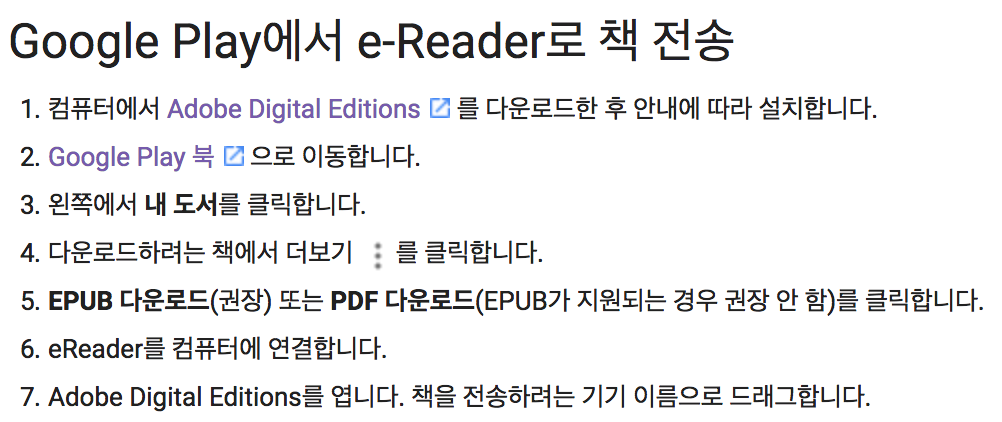 Google Play에서 e-Reader로 책 전송
1. 컴퓨터에서 Adobe Digital Editions 를 다운로드한 후 안내에 따라 설치합니다.
2. Google Play 북 으로 이동합니다.
3. 왼쪽에서 내 도서를 클릭합니다.
4. 다운로드하려는 책에서 더보기 를 클릭합니다.
5. EPUB 다운로드(권장) 또는 PDF 다운로드(EPUB가 지원되는 경우 권장 안 함)를 클릭합니다.
6. eReader를 컴퓨터에 연결합니다.
7. Adobe Digital Editions를 엽니다. 책을 전송하려는 기기 이름으로 드래그합니다.